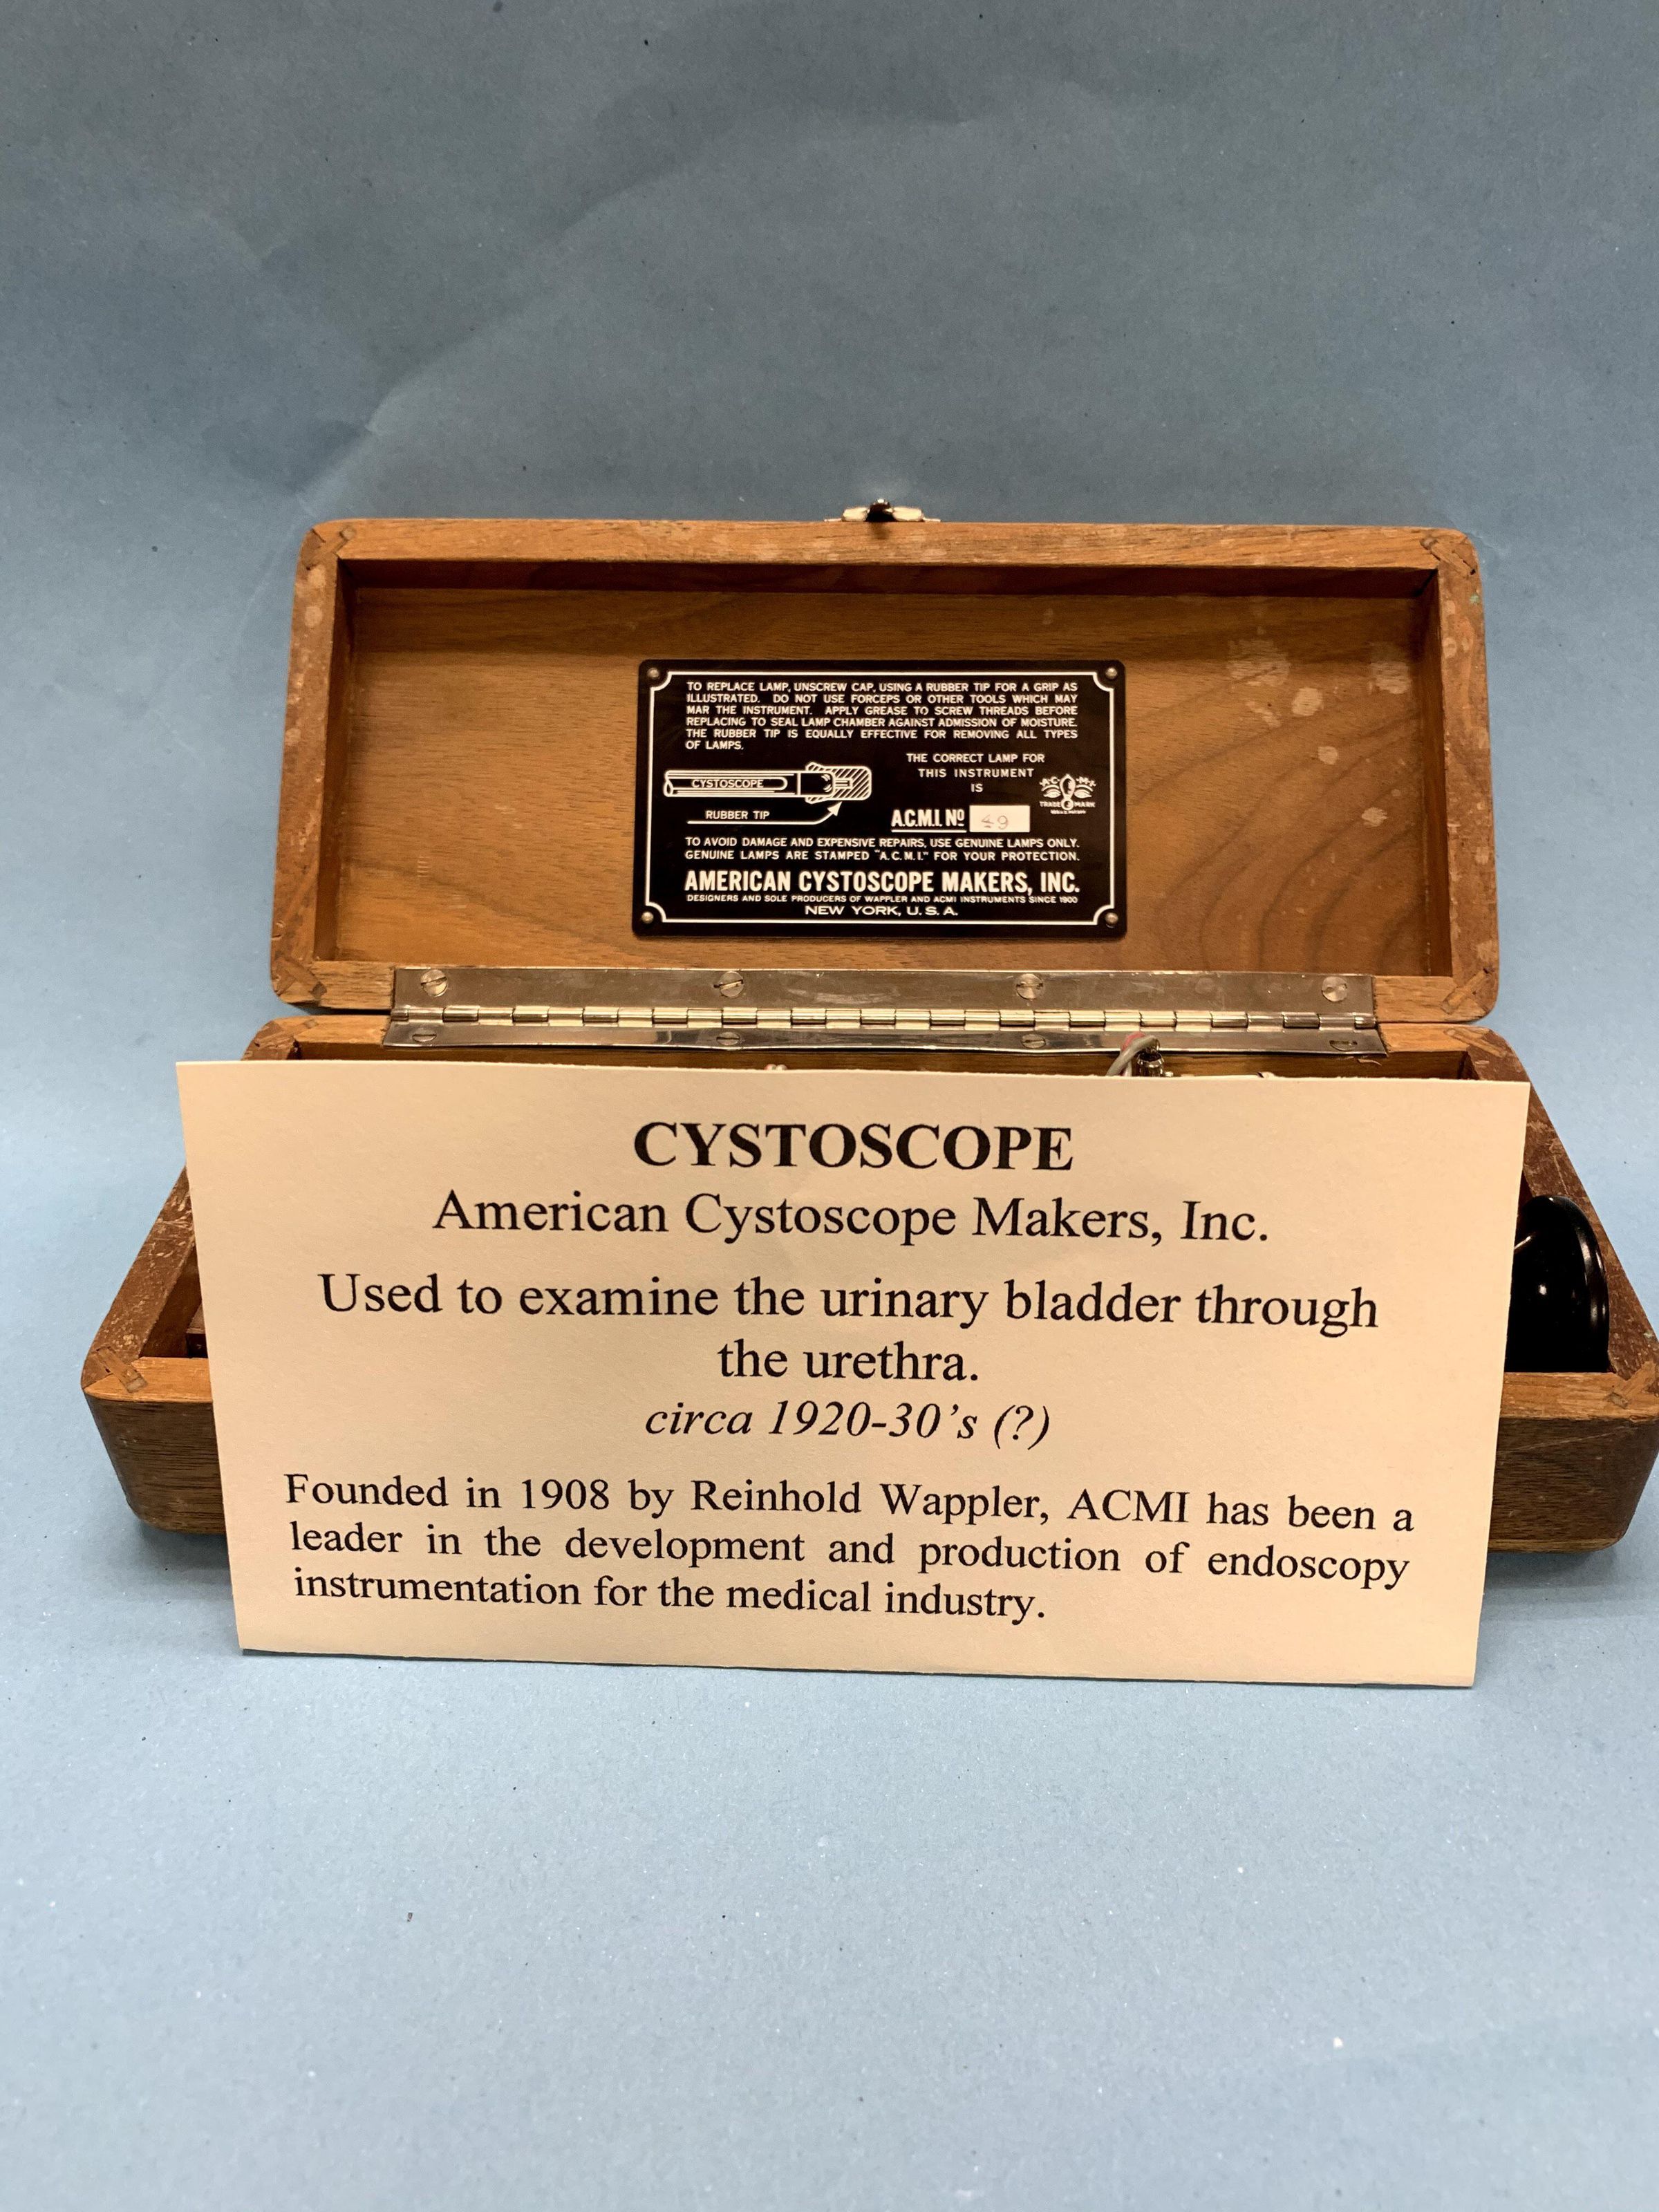 TO REPLACE LAMP, UNSCREW CAP, USING A RUBBER TIP FOR A GRIP AS
ILLUSTRATED. DO NOT USE FORCEPS OR OTHER TOOLS WHICH MAY
MAR THE INSTRUMENT. APPLY GREASE TO SCREW THREADS BEFORE
REPLACING TO SEAL LAMP CHAMBER AGAINST ADMISSION OF MOISTURE.
THE RUBBER TIP IS EQUALLY EFFECTIVE FOR REMOVING ALL TYPES
OF LAMPS.
CYSTOSCOPE
RUBBER TIP
THE CORRECT LAMP FOR
THIS INSTRUMENT
IS
A.C.M.I. Nº
A.C.M.I.
TRADE MARK
TO AVOID DAMAGE AND EXPENSIVE REPAIRS, USE GENUINE LAMPS ONLY.
GENUINE LAMPS ARE STAMPED "A.C.M.I." FOR YOUR PROTECTION.
AMERICAN CYSTOSCOPE MAKERS, INC.
DESIGNERS AND SOLE PRODUCERS OF WAPPLER AND ACMI INSTRUMENTS SINCE 1900
NEW YORK, U.S.A.
CYSTOSCOPE
American Cystoscope Makers, Inc.
Used to examine the urinary bladder through
the urethra.
circa 1920-30's (?)
Founded in 1908 by Reinhold Wappler, ACMI has been a
leader in the development and production of endoscopy
instrumentation for the medical industry.